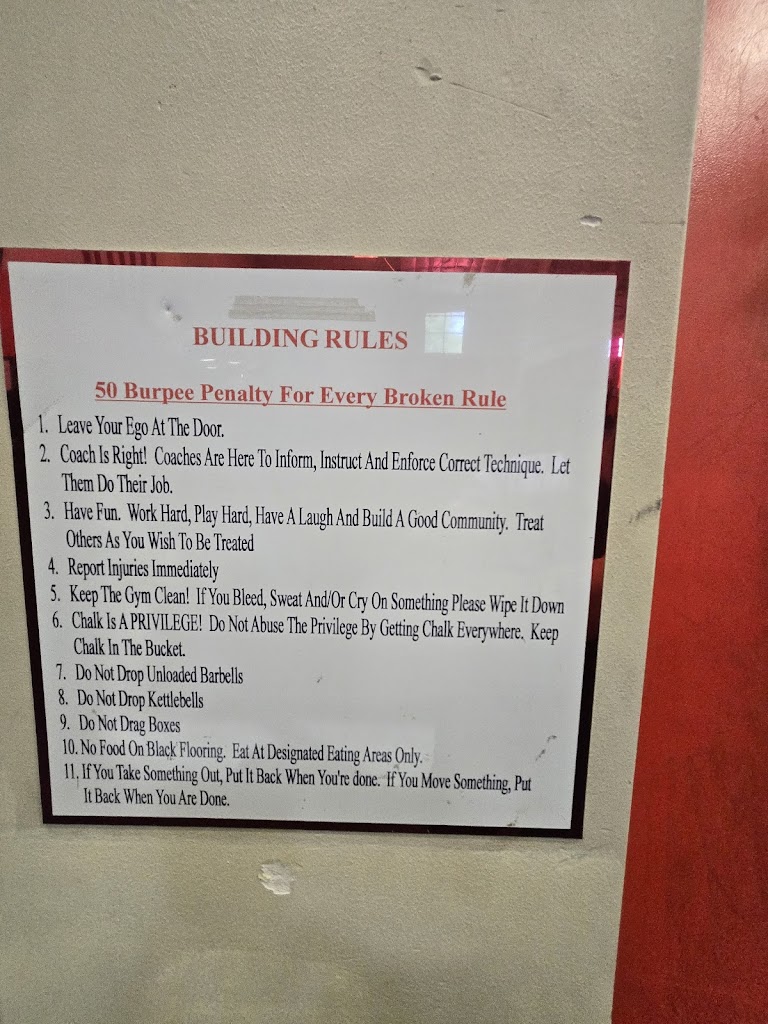 BUILDING RULES
50 Burpee Penalty For Every Broken Rule
1. Leave Your Ego At The Door.
2. Coach Is Right! Coaches Are Here To Inform, Instruct And Enforce Correct Technique. Let
Them Do Their Job.
3. Have Fun. Work Hard, Play Hard, Have A Laugh And Build A Good Community. Treat
Others As You Wish To Be Treated
4. Report Injuries Immediately
5. Keep The Gym Clean! If You Bleed, Sweat And/Or Cry On Something Please Wipe It Down
6. Chalk Is A PRIVILEGE! Do Not Abuse The Privilege By Getting Chalk Everywhere. Keep
Chalk In The Bucket.
7. Do Not Drop Unloaded Barbells
8. Do Not Drop Kettlebells
9. Do Not Drag Boxes
10. No Food On Black Flooring. Eat At Designated Eating Areas Only.
11. If You Take Something Out, Put It Back When You're done. If You Move Something, Put
It Back When You Are Done.